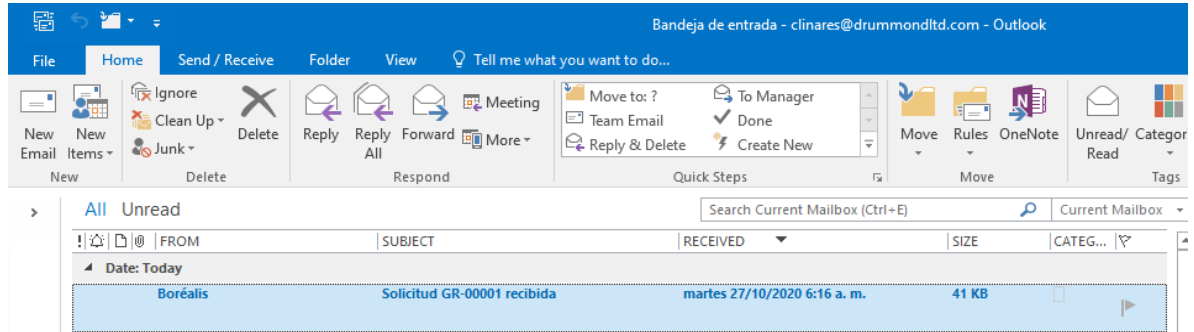 Bandeja de entrada - clinares@drummondltd.com - Outlook
File Home Send / Receive Folder View Tell me what you want to do...
New Email
New Items
Ignore
Clean Up
Junk
Delete
Reply
Reply All
Forward
Meeting
More
Move to: ?
Team Email
Reply & Delete
To Manager
Done
Create New
Move
Rules
OneNote
Unread/ Read
Categor
New Delete Respond Quick Steps Move Tags
All Unread
Search Current Mailbox (Ctrl+E) Current Mailbox
! FROM SUBJECT RECEIVED SIZE CATEG...
Date: Today
Boréalis Solicitud GR-00001 recibida martes 27/10/2020 6:16 a. m. 41 KB